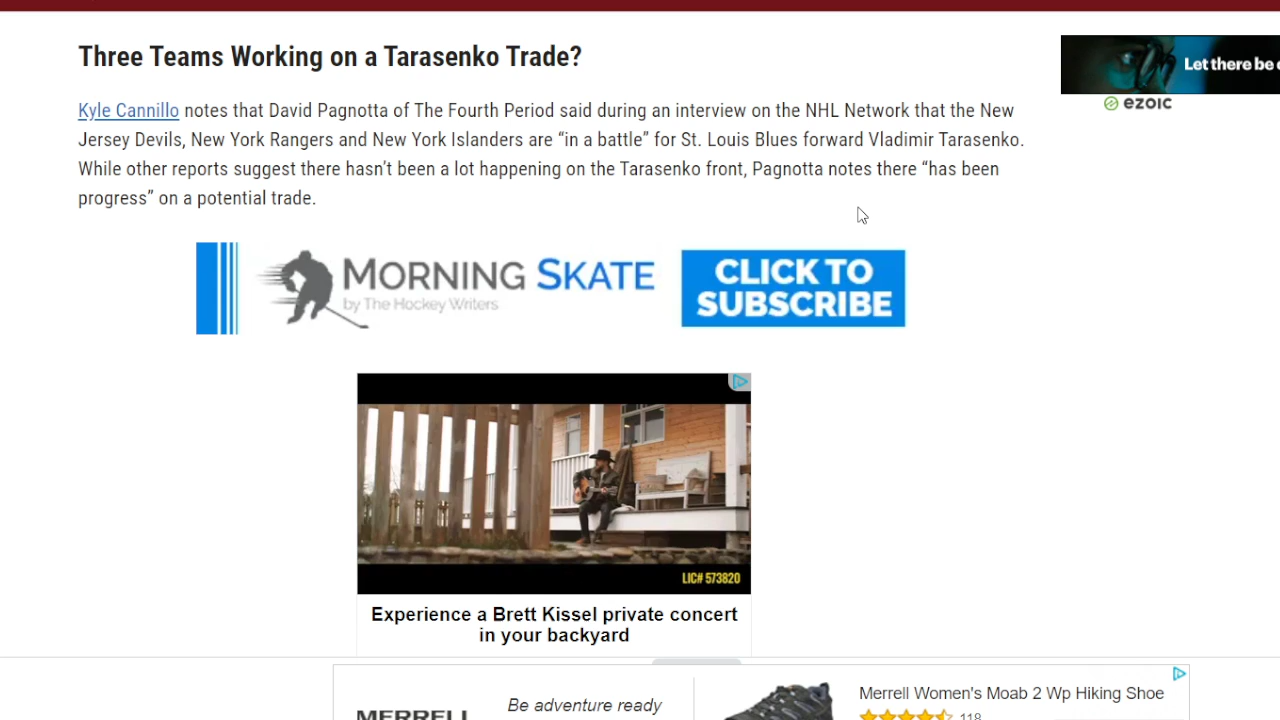 Three Teams Working on a Tarasenko Trade?
Let there be
ezoic
Kyle Cannillo notes that David Pagnotta of The Fourth Period said during an interview on the NHL Network that the New
Jersey Devils, New York Rangers and New York Islanders are “in a battle” for St. Louis Blues forward Vladimir Tarasenko.
While other reports suggest there hasn’t been a lot happening on the Tarasenko front, Pagnotta notes there “has been
progress” on a potential trade.
MORNING SKATE
by The Hockey Writers
CLICK TO
SUBSCRIBE
LIC# 573820
Experience a Brett Kissel private concert
in your backyard
MERRELL
Be adventure ready
Merrell Women's Moab 2 Wp Hiking Shoe
118